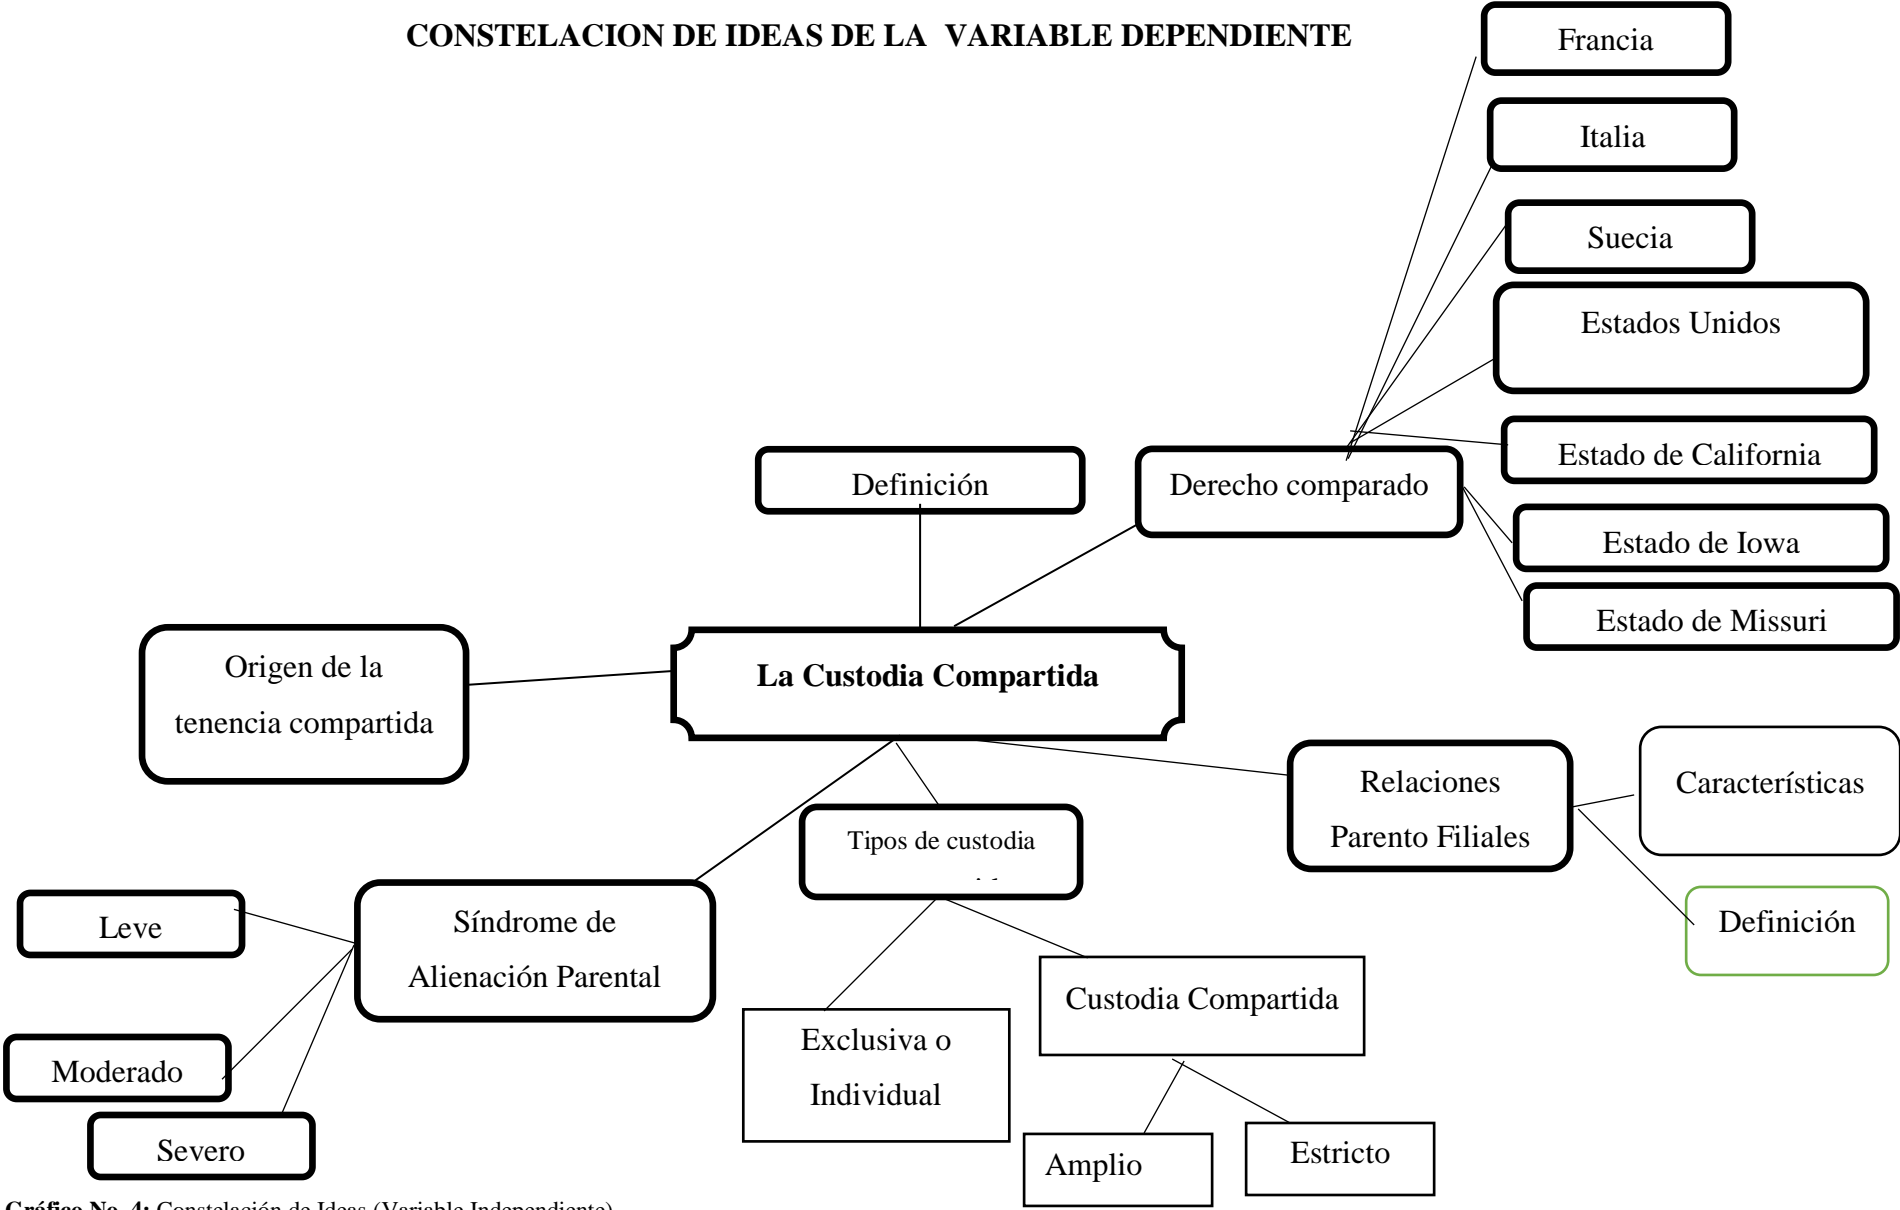 CONSTELACION DE IDEAS DE LA VARIABLE DEPENDIENTE
Francia
Italia
Suecia
Estados Unidos
Estado de California
Estado de Iowa
Estado de Missuri
Definición
Derecho comparado
Origen de la
tenencia compartida
La Custodia Compartida
Relaciones
Parento Filiales
Características
Definición
Tipos de custodia
Síndrome de
Alienación Parental
Leve
Moderado
Severo
Exclusiva o
Individual
Custodia Compartida
Amplio
Estricto
Gráfico No. 4: Constelación de Ideas (Variable Independiente)